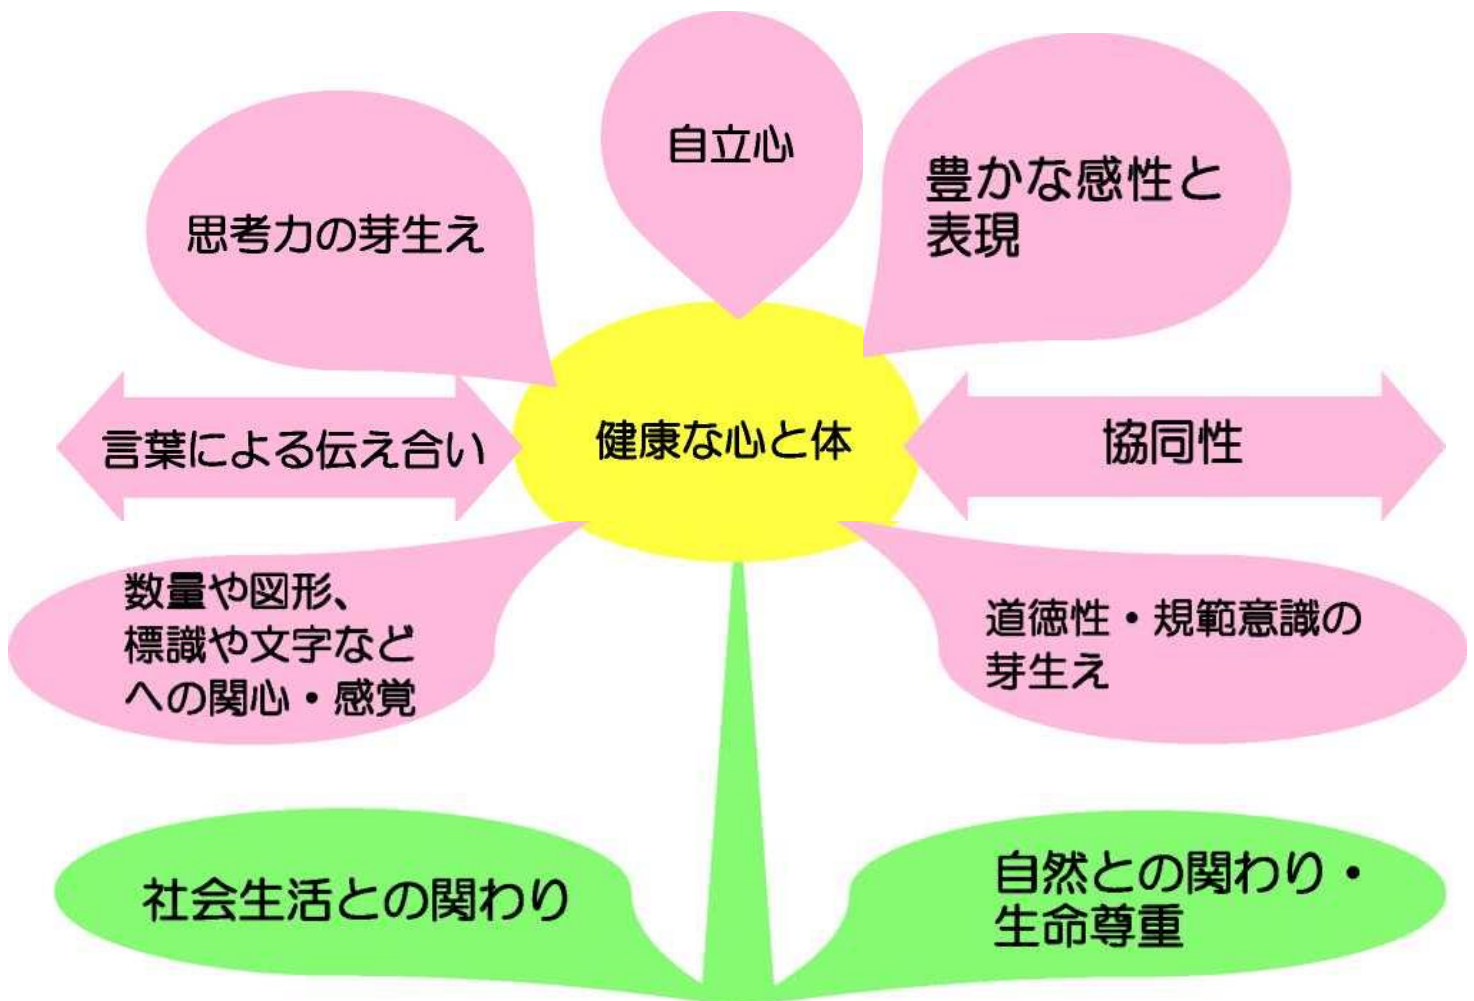 自立心
豊かな感性と
表現
思考力の芽生え
言葉による伝え合い
健康な心と体
協同性
数量や図形、
標識や文字など
への関心・感覚
道徳性・規範意識の
芽生え
社会生活との関わり
自然との関わり・
生命尊重